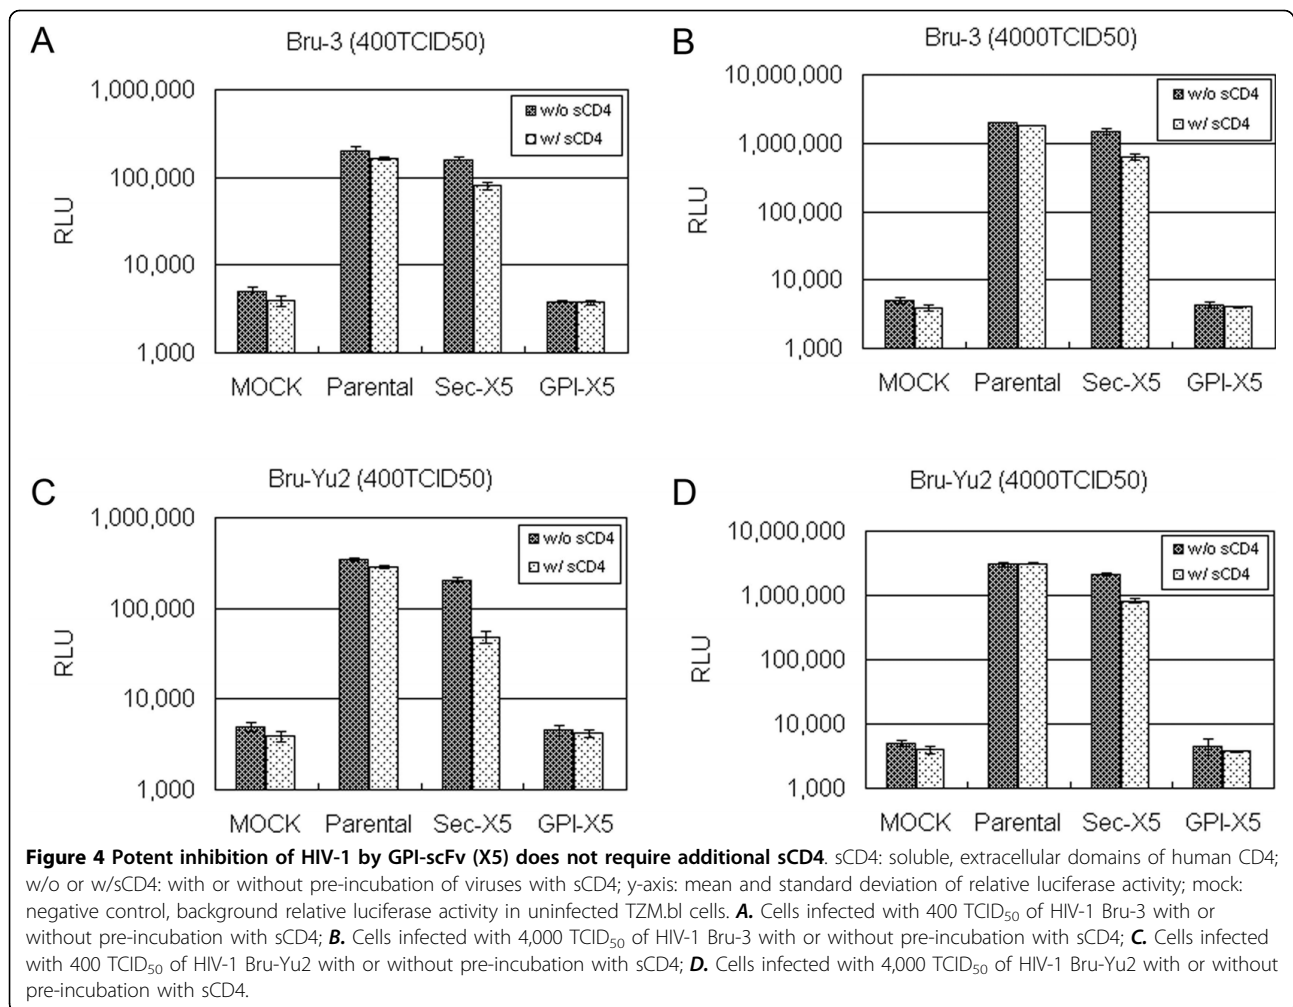 A
Bru-3 (400TCID50)
1,000,000
100,000
10,000
1,000
RLU
w/o sCD4
w/ sCD4
MOCK Parental Sec-X5 GPI-X5
B
Bru-3 (4000TCID50)
10,000,000
1,000,000
100,000
10,000
1,000
RLU
w/o sCD4
w/ sCD4
MOCK Parental Sec-X5 GPI-X5
C
Bru-Yu2 (400TCID50)
1,000,000
100,000
10,000
1,000
RLU
w/o sCD4
w/ sCD4
MOCK Parental Sec-X5 GPI-X5
D
Bru-Yu2 (4000TCID50)
10,000,000
1,000,000
100,000
10,000
1,000
RLU
w/o sCD4
w/ sCD4
MOCK Parental Sec-X5 GPI-X5
Figure 4 Potent inhibition of HIV-1 by GPI-scFv (X5) does not require additional sCD4. sCD4: soluble, extracellular domains of human CD4;
w/o or w/sCD4: with or without pre-incubation of viruses with sCD4; y-axis: mean and standard deviation of relative luciferase activity; mock:
negative control, background relative luciferase activity in uninfected TZM.bl cells. A. Cells infected with 400 TCID50 of HIV-1 Bru-3 with or
without pre-incubation with sCD4; B. Cells infected with 4,000 TCID50 of HIV-1 Bru-3 with or without pre-incubation with sCD4; C. Cells infected
with 400 TCID50 of HIV-1 Bru-Yu2 with or without pre-incubation with sCD4; D. Cells infected with 4,000 TCID50 of HIV-1 Bru-Yu2 with or without
pre-incubation with sCD4.